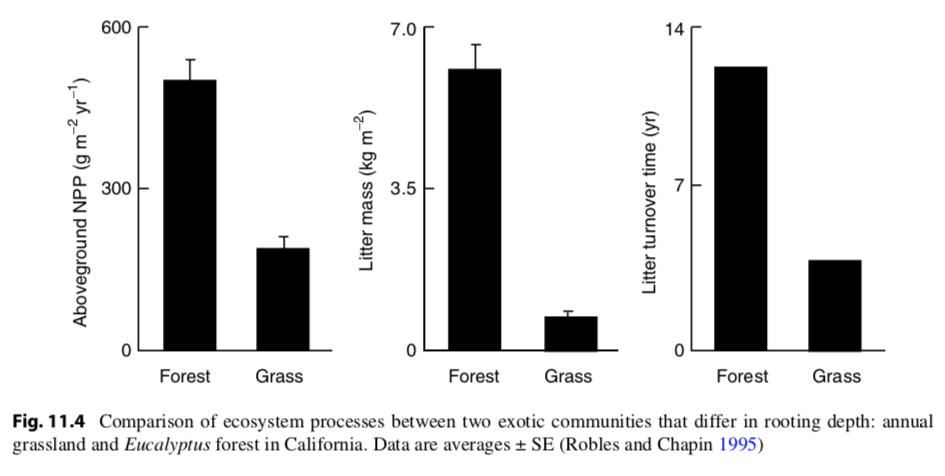 600
300
0
Aboveground NPP (g m⁻² yr⁻¹)
Forest Grass
7.0
3.5
0
Litter mass (kg m⁻²)
Forest Grass
14
7
0
Litter turnover time (yr)
Forest Grass
Fig. 11.4 Comparison of ecosystem processes between two exotic communities that differ in rooting depth: annual
grassland and Eucalyptus forest in California. Data are averages ± SE (Robles and Chapin 1995)